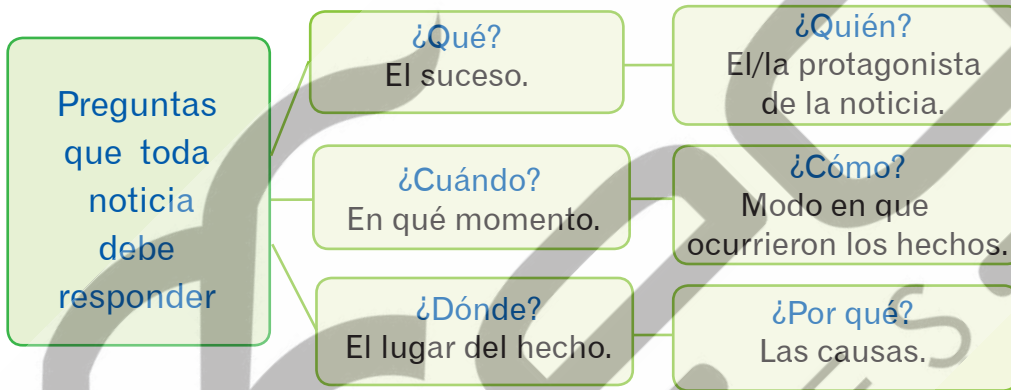 Preguntas
que toda
noticia
debe
responder
¿Qué?
El suceso.
¿Quién?
El/la protagonista
de la noticia.
¿Cuándo?
En qué momento.
¿Cómo?
Modo en que
ocurrieron los hechos.
¿Dónde?
El lugar del hecho.
¿Por qué?
Las causas.